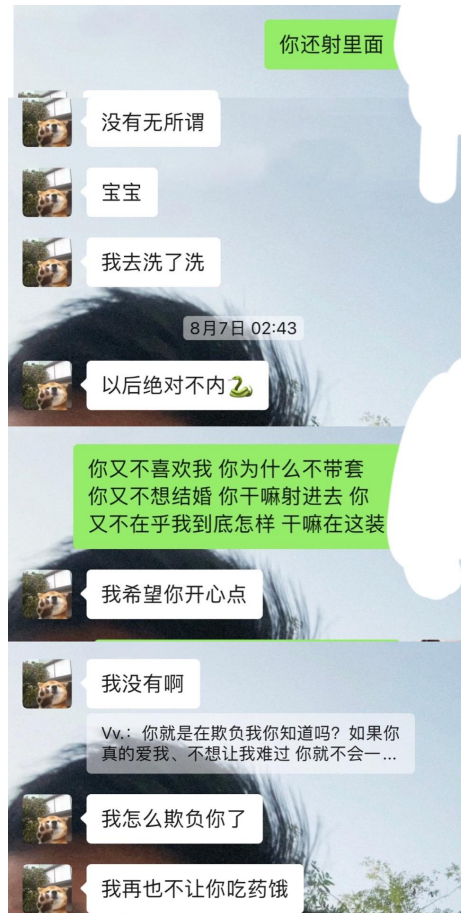 你还射里面
没有无所谓
宝宝
我去洗了洗
8月7日 02:43
以后绝对不内🐍
你又不喜欢我 你为什么不带套
你又不想结婚 你干嘛射进去 你
又不在乎我到底怎样 干嘛在这装
我希望你开心点
我没有啊
Vv.：你就是在欺负我你知道吗？如果你
真的爱我、不想让我难过 你就不会一...
我怎么欺负你了
我再也不让你吃药饿